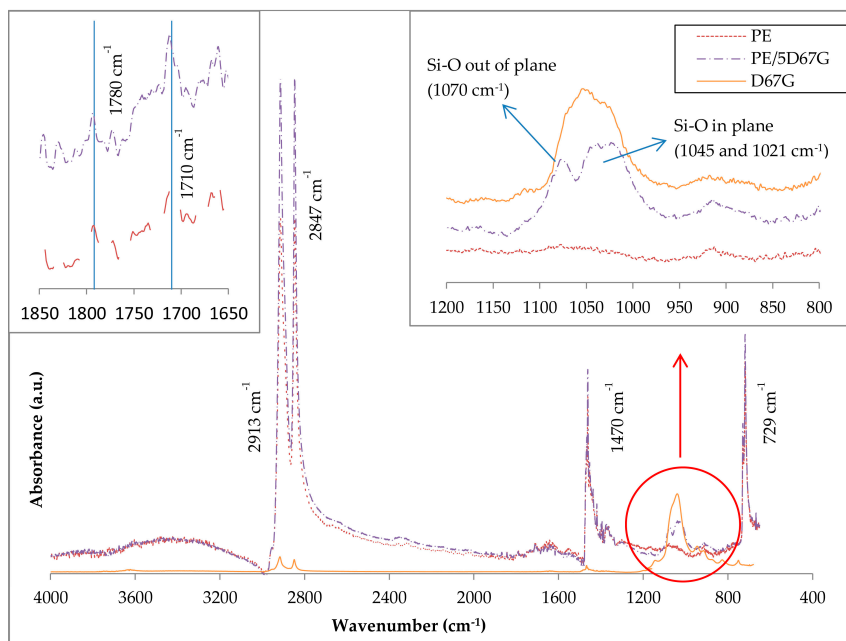 1780 cm⁻¹
1710 cm⁻¹
1850 1800 1750 1700 1650
PE
PE/5D67G
D67G
Si-O out of plane
(1070 cm⁻¹)
Si-O in plane
(1045 and 1021 cm⁻¹)
1200 1100 1050 1000 950 900 850 800
2913 cm⁻¹
2847 cm⁻¹
1470 cm⁻¹
729 cm⁻¹
Absorbance (a.u.)
4000 3600 3200 2800 2400 2000 1600 1200 800 400
Wavenumber (cm⁻¹)